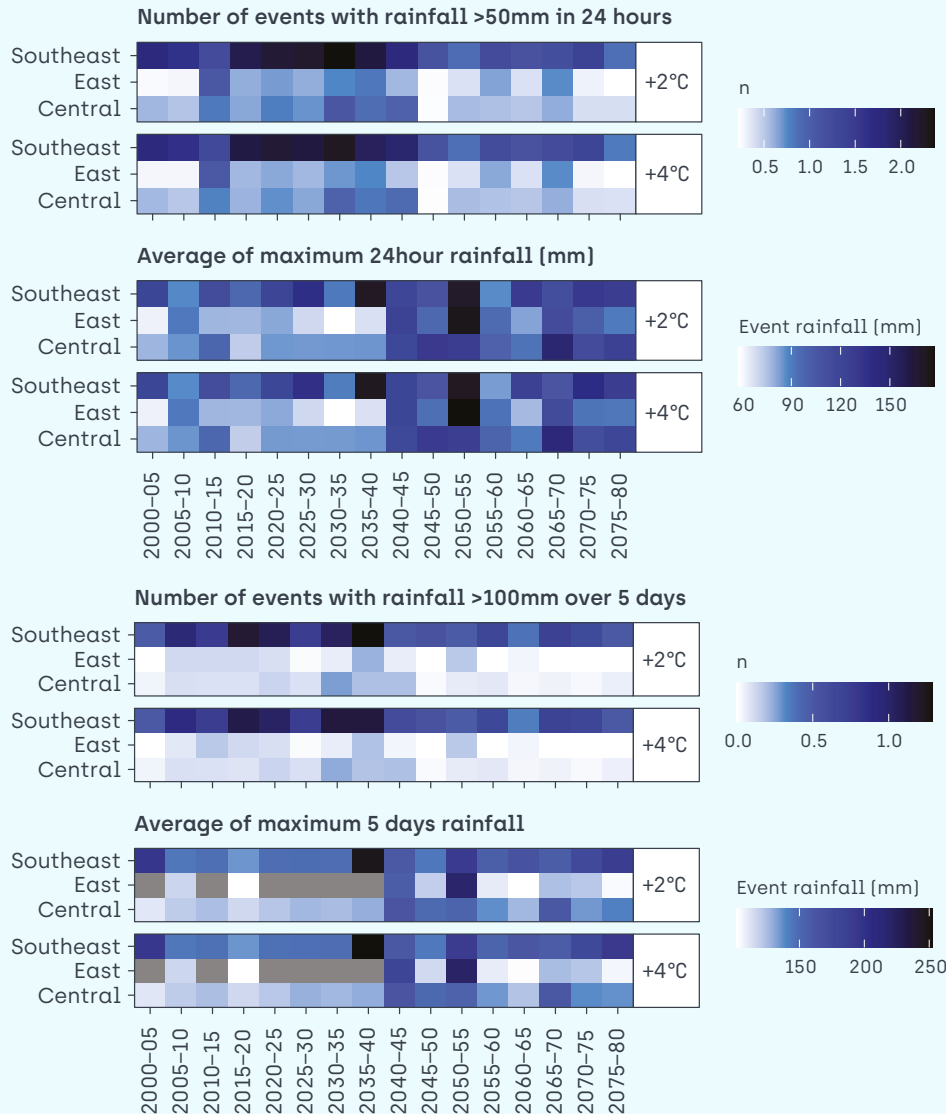 Number of events with rainfall >50mm in 24 hours
Southeast
East
Central
+2°C
Southeast
East
Central
+4°C
n
0.5 1.0 1.5 2.0
Average of maximum 24hour rainfall (mm)
Southeast
East
Central
+2°C
Southeast
East
Central
+4°C
Event rainfall (mm)
60 90 120 150
2000–05 2005–10 2010–15 2015–20 2020–25 2025–30 2030–35 2035–40 2040–45 2045–50 2050–55 2055–60 2060–65 2065–70 2070–75 2075–80
Number of events with rainfall >100mm over 5 days
Southeast
East
Central
+2°C
Southeast
East
Central
+4°C
n
0.0 0.5 1.0
Average of maximum 5 days rainfall
Southeast
East
Central
+2°C
Southeast
East
Central
+4°C
Event rainfall (mm)
150 200 250
2000–05 2005–10 2010–15 2015–20 2020–25 2025–30 2030–35 2035–40 2040–45 2045–50 2050–55 2055–60 2060–65 2065–70 2070–75 2075–80